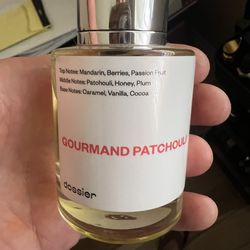 Top Notes: Mandarin, Berries, Passion Fruit
Middle Notes: Patchouli, Honey, Plum
Base Notes: Caramel, Vanilla, Cocoa
GOURMAND PATCHOULI
dossier